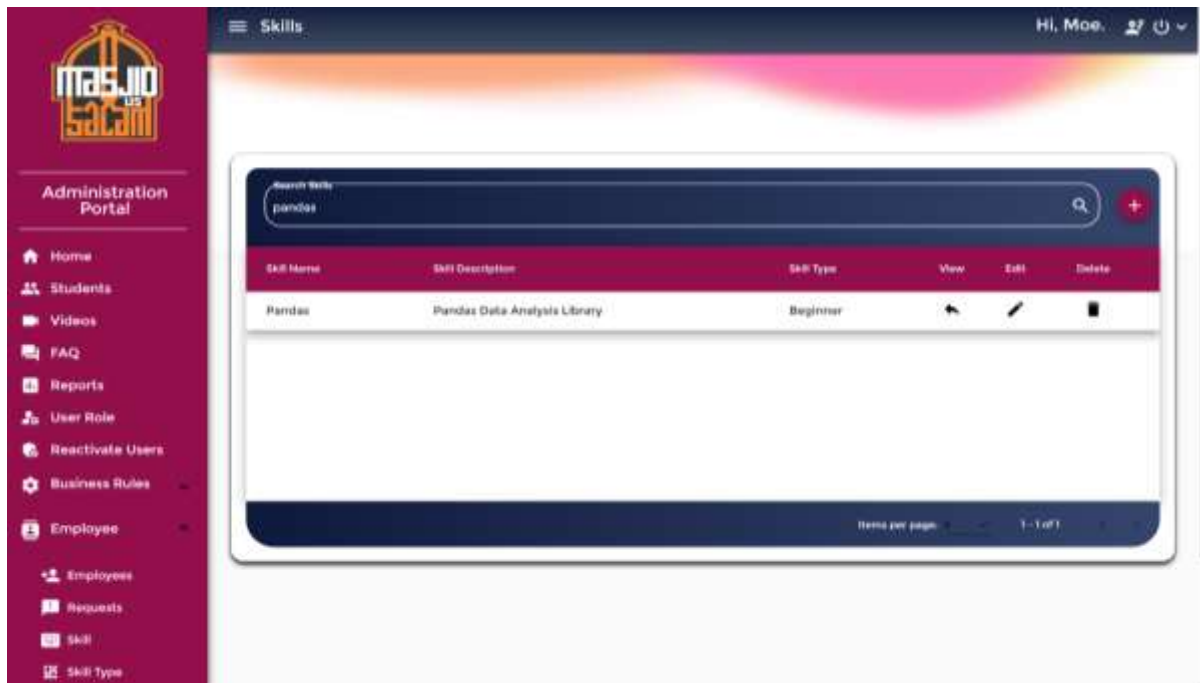 masjid
us
salam
Administration
Portal
Home
Students
Videos
FAQ
Reports
User Role
Reactivate Users
Business Rules
Employee
Employees
Requests
Skill
Skill Type
Skills
Hi, Moe.
Search Skills
pandas
+
Skill Name Skill Description Skill Type View Edit Delete
Pandas Pandas Data Analysis Library Beginner
Items per page: 1 - 1 of 1